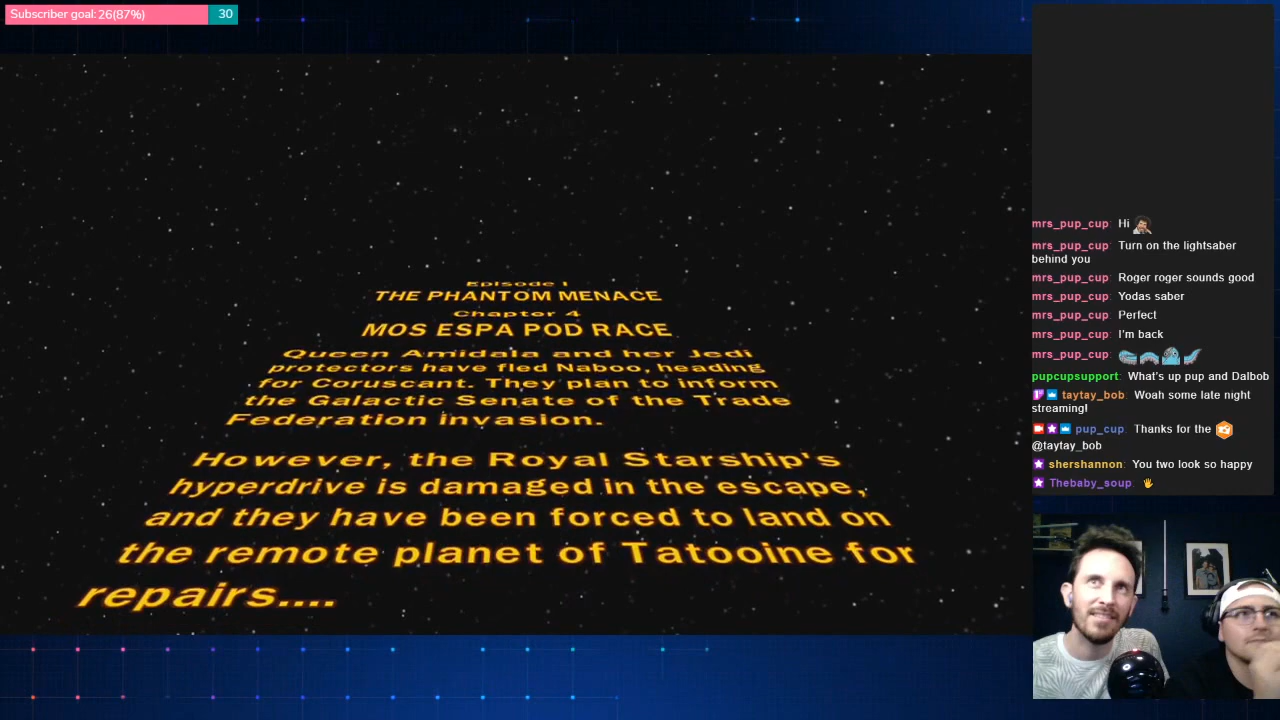 Subscriber goal: 26(87%) 30
Episode I
THE PHANTOM MENACE
Chapter 4
MOS ESPA POD RACE
Queen Amidala and her Jedi
protectors have fled Naboo, heading
for Coruscant. They plan to inform
the Galactic Senate of the Trade
Federation invasion.
However, the Royal Starship's
hyperdrive is damaged in the escape,
and they have been forced to land on
the remote planet of Tatooine for
repairs....
mrs_pup_cup: Hi
mrs_pup_cup: Turn on the lightsaber
behind you
mrs_pup_cup: Roger roger sounds good
mrs_pup_cup: Yodas saber
mrs_pup_cup: Perfect
mrs_pup_cup: I'm back
mrs_pup_cup:
pupcupsupport: What's up pup and Dalbob
taytay_bob: Woah some late night
streaming!
pup_cup: Thanks for the
@taytay_bob
shershannon: You two look so happy
Thebaby_soup: